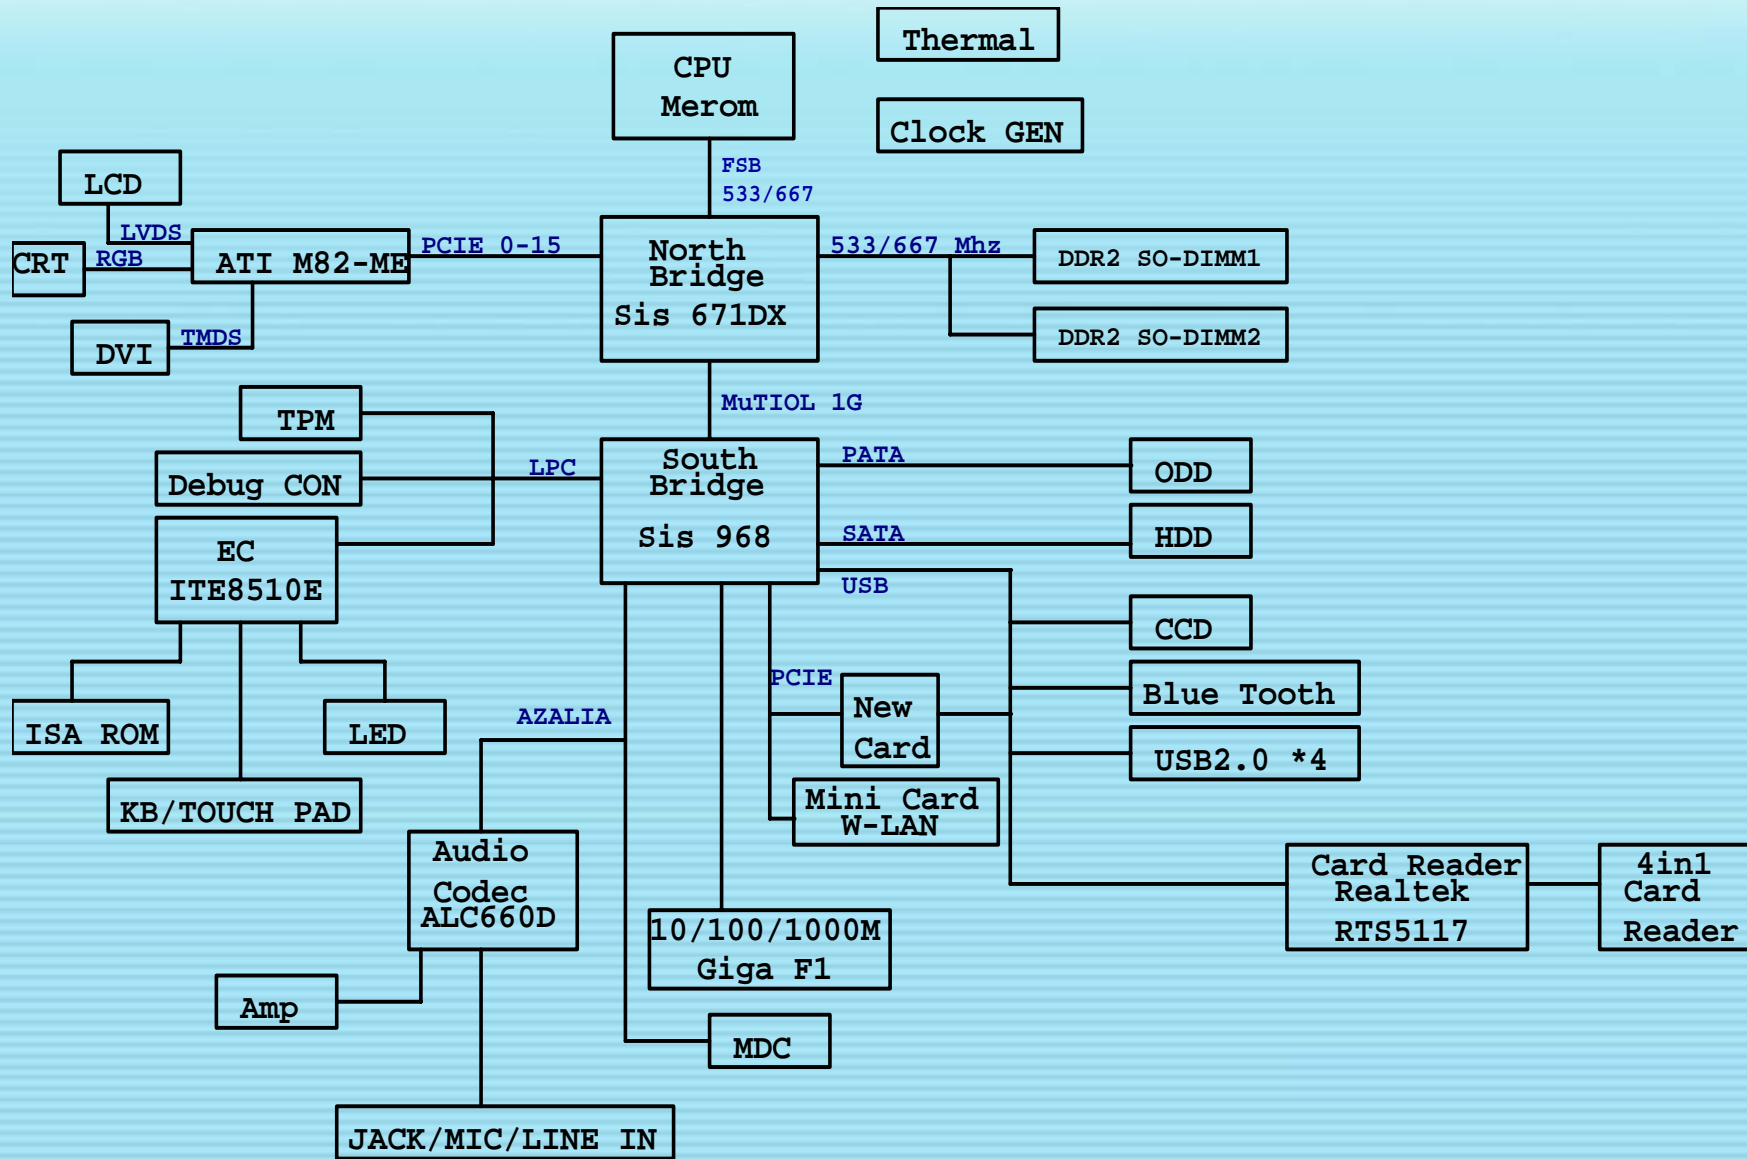 Thermal
CPU
Merom
Clock GEN
FSB
533/667
LCD
LVDS
CRT
RGB
ATI M82-ME
PCIE 0-15
North
Bridge
Sis 671DX
533/667 Mhz
DDR2 SO-DIMM1
DDR2 SO-DIMM2
DVI
TMDS
MuTIOL 1G
TPM
Debug CON
LPC
South
Bridge
Sis 968
PATA
ODD
SATA
HDD
USB
EC
ITE8510E
CCD
PCIE
New
Card
Blue Tooth
USB2.0 *4
ISA ROM
LED
AZALIA
KB/TOUCH PAD
Mini Card
W-LAN
Audio
Codec
ALC660D
Card Reader
Realtek
RTS5117
4in1
Card
Reader
10/100/1000M
Giga F1
Amp
MDC
JACK/MIC/LINE IN